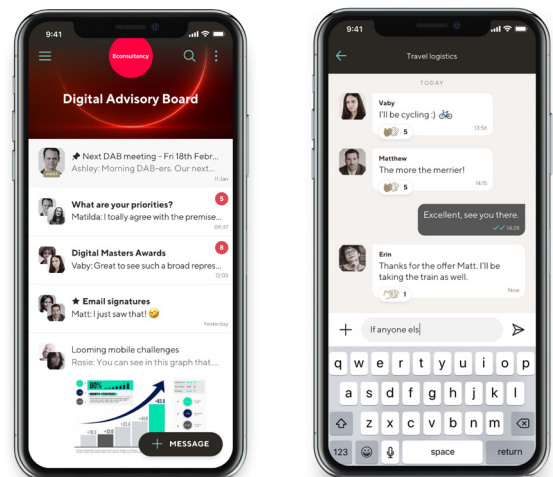 9:41
Econsultancy
Digital Advisory Board
Next DAB meeting - Fri 18th Febr...
Ashley: Morning DAB-ers. Our next...
11 Jan
What are your priorities?
5
Matilda: I toally agree with the premise...
09:37
Digital Masters Awards
8
Vaby: Great to see such a broad repres...
12:03
★ Email signatures
Matt: I just saw that! 🤪
Yesterday
Looming mobile challenges
Rosie: You can see in this graph that....
80%
GROWTH STRATEGIES
+ MESSAGE
9:41
Travel logistics
TODAY
Vaby
I'll be cycling :) 🚲
5
13:56
Matthew
The more the merrier!
5
14:15
Excellent, see you there.
14:28
Erin
Thanks for the offer Matt. I'll be
taking the train as well.
1
Now
If anyone els
q w e r t y u i o p
a s d f g h j k l
z x c v b n m
123 space return